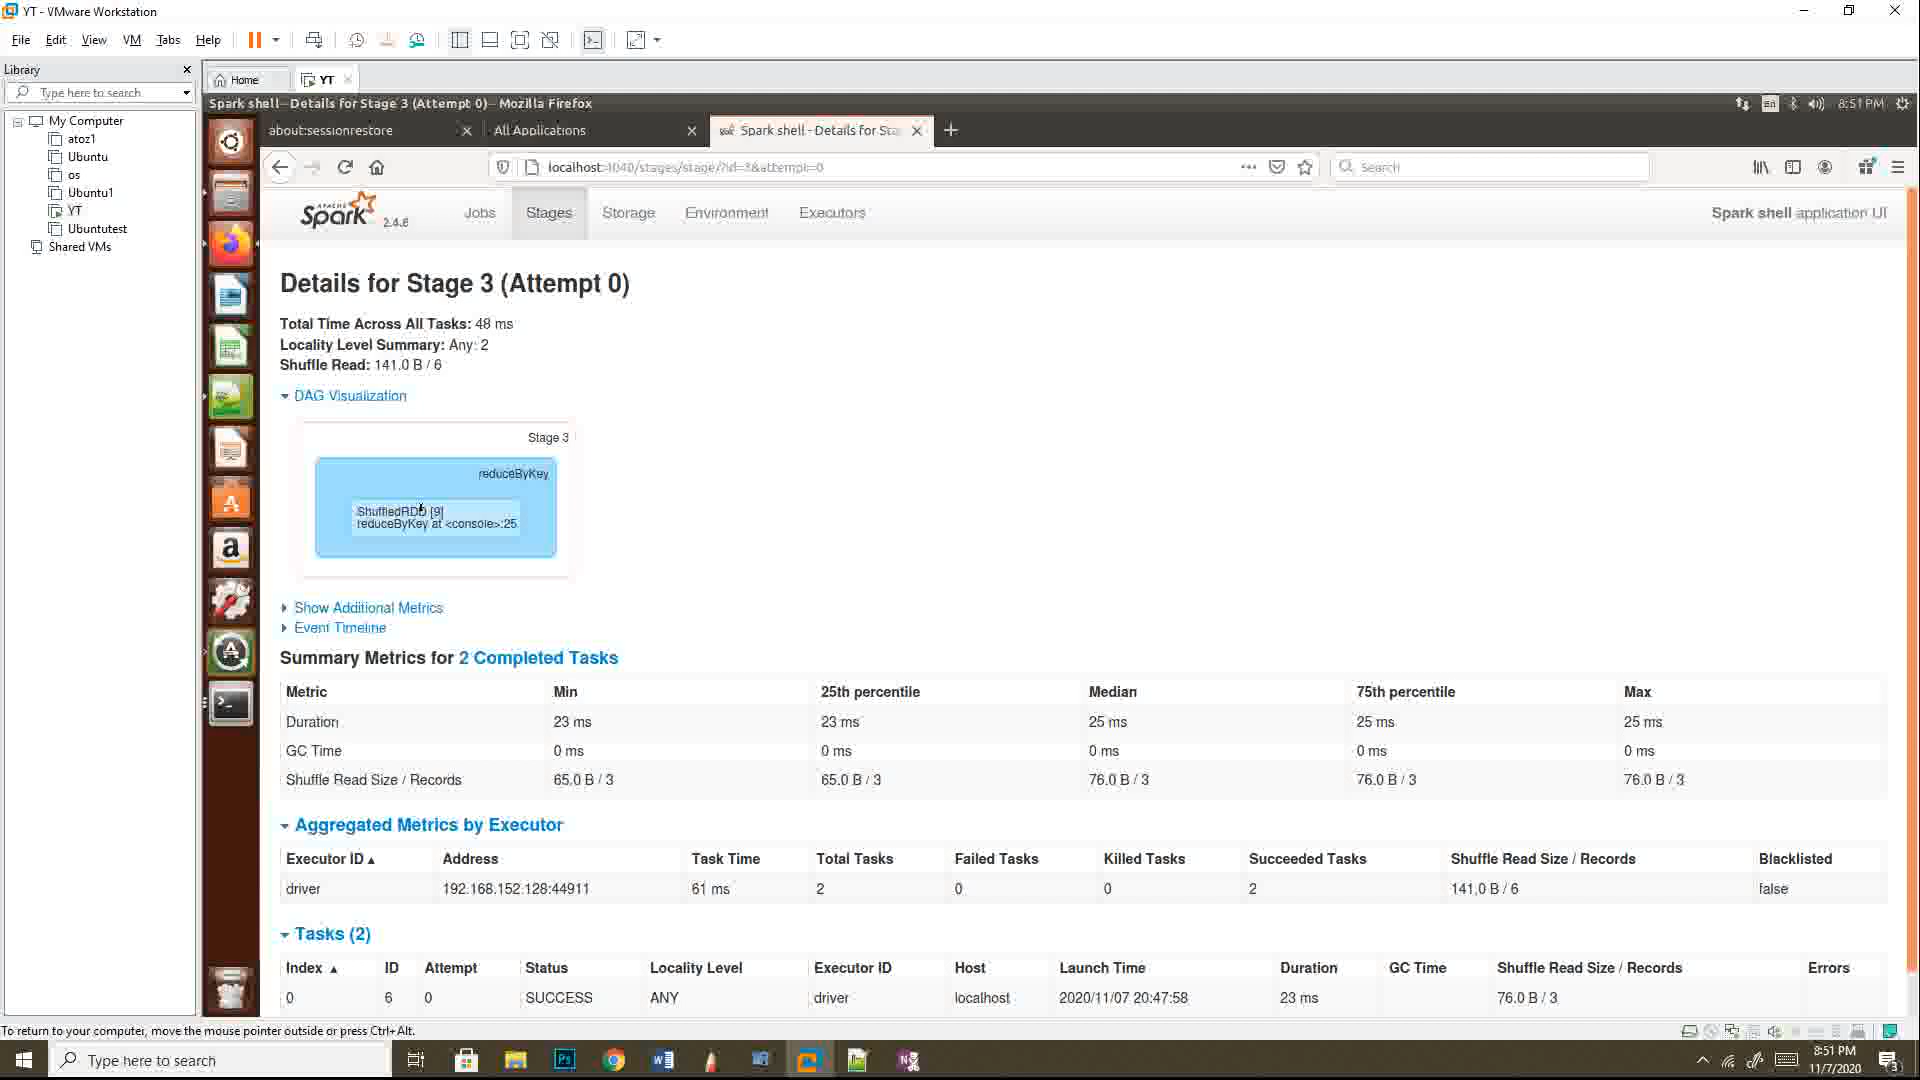 YT - VMware Workstation
File Edit View VM Tabs Help
Library
Type here to search
My Computer
atoz1
Ubuntu
os
Ubuntu1
YT
Ubuntutest
Shared VMs
Home YT
Spark shell - Details for Stage 3 (Attempt 0) - Mozilla Firefox
En 8:51 PM
about:sessionrestore All Applications Spark shell - Details for Sta
localhost:4040/stages/stage/?id=3&attempt=0
Search
APACHE Spark 2.4.6
Jobs Stages Storage Environment Executors
Spark shell application UI
Details for Stage 3 (Attempt 0)
Total Time Across All Tasks: 48 ms
Locality Level Summary: Any: 2
Shuffle Read: 141.0 B / 6
DAG Visualization
Stage 3
reduceByKey
ShuffledRDD [9]
reduceByKey at <console>:25
Show Additional Metrics
Event Timeline
Summary Metrics for 2 Completed Tasks
Metric Min 25th percentile Median 75th percentile Max
Duration 23 ms 23 ms 25 ms 25 ms 25 ms
GC Time 0 ms 0 ms 0 ms 0 ms 0 ms
Shuffle Read Size / Records 65.0 B / 3 65.0 B / 3 76.0 B / 3 76.0 B / 3 76.0 B / 3
Aggregated Metrics by Executor
Executor ID ▲ Address Task Time Total Tasks Failed Tasks Killed Tasks Succeeded Tasks Shuffle Read Size / Records Blacklisted
driver 192.168.152.128:44911 61 ms 2 0 0 2 141.0 B / 6 false
Tasks (2)
Index ▲ ID Attempt Status Locality Level Executor ID Host Launch Time Duration GC Time Shuffle Read Size / Records Errors
0 6 0 SUCCESS ANY driver localhost 2020/11/07 20:47:58 23 ms 76.0 B / 3
To return to your computer, move the mouse pointer outside or press Ctrl+Alt.
Type here to search
8:51 PM
11/7/2020
3